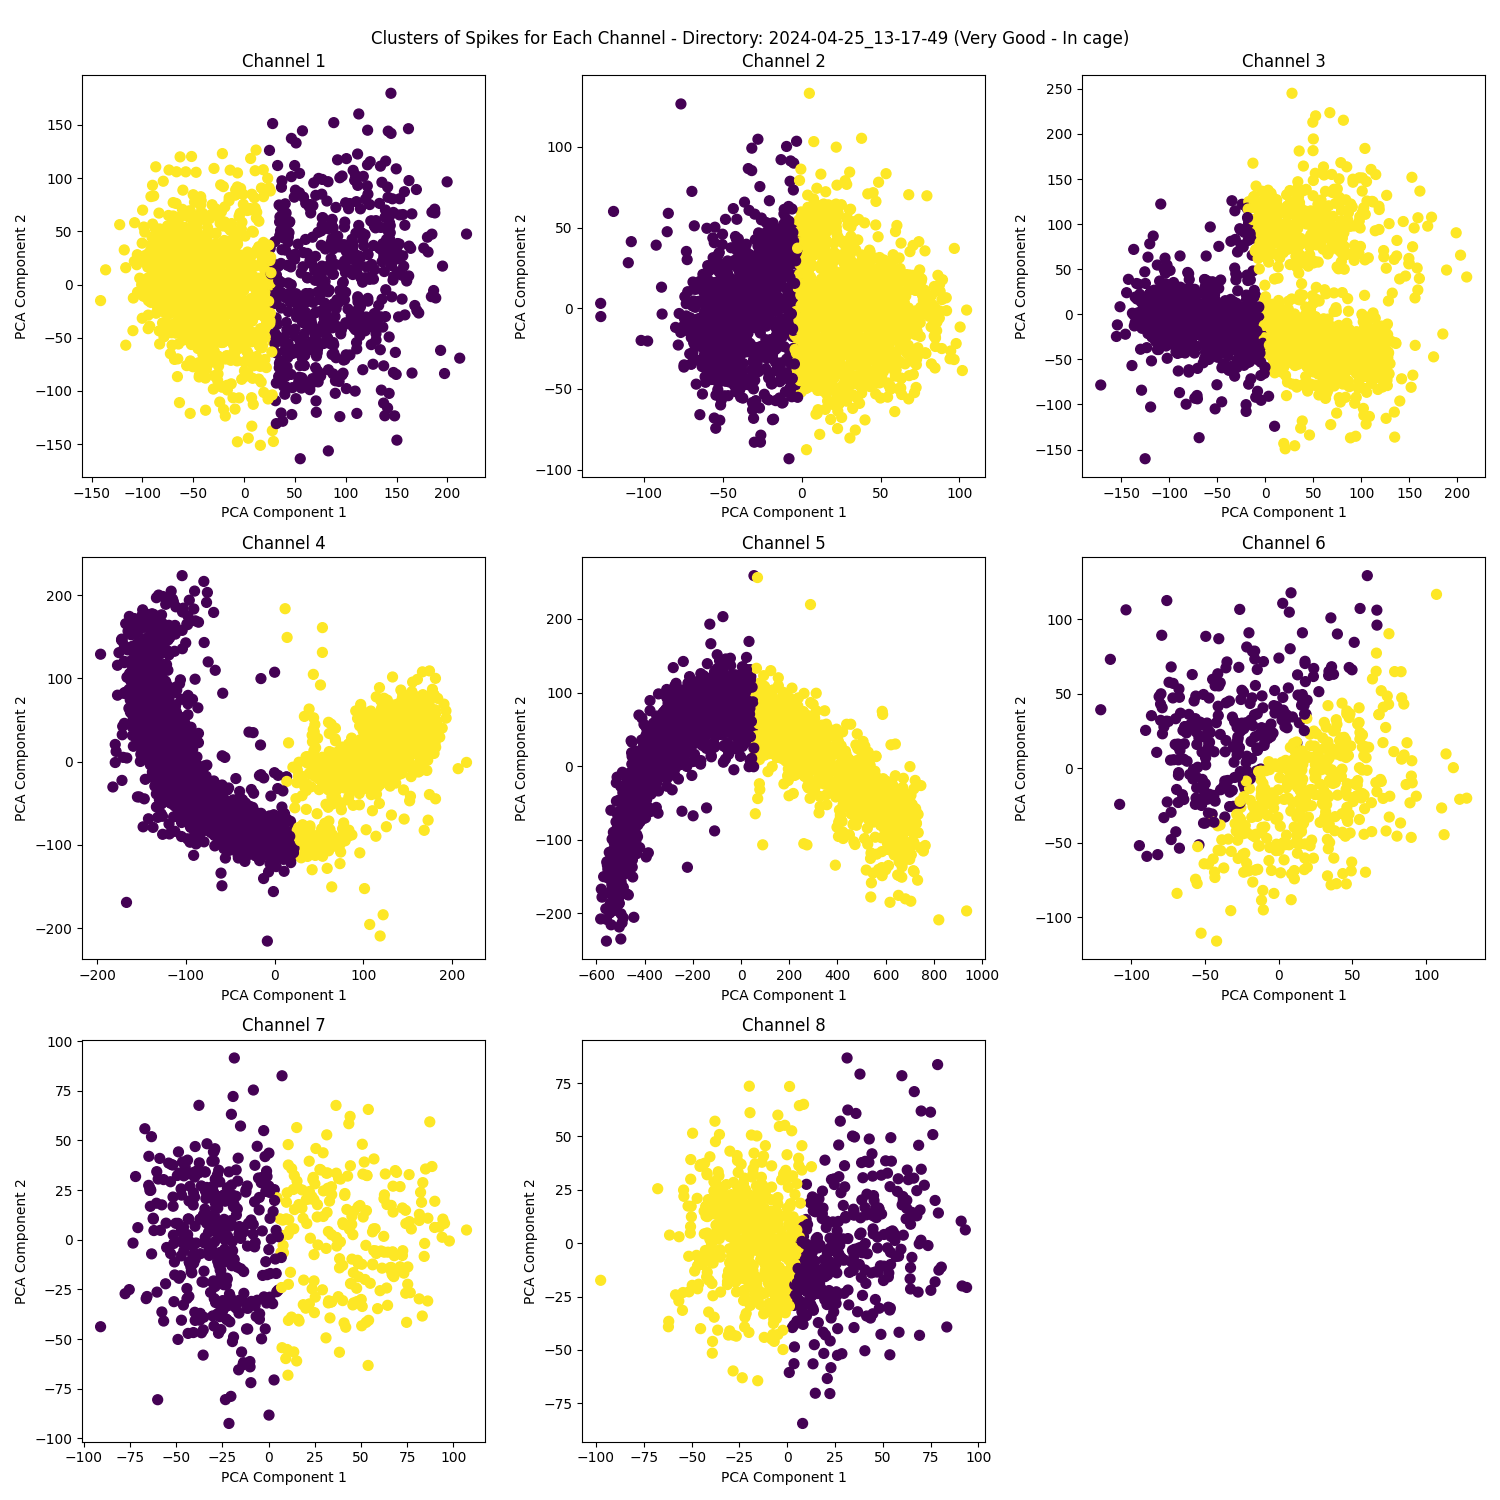 Clusters of Spikes for Each Channel - Directory: 2024-04-25_13-17-49 (Very Good - In cage)
Channel 1
PCA Component 2
150
100
50
0
−50
−100
−150
−150 −100 −50 0 50 100 150 200
PCA Component 1
Channel 2
PCA Component 2
100
50
0
−50
−100
−100 −50 0 50 100
PCA Component 1
Channel 3
PCA Component 2
250
200
150
100
50
0
−50
−100
−150
−150 −100 −50 0 50 100 150 200
PCA Component 1
Channel 4
PCA Component 2
200
100
0
−100
−200
−200 −100 0 100 200
PCA Component 1
Channel 5
PCA Component 2
200
100
0
−100
−200
−600 −400 −200 0 200 400 600 800 1000
PCA Component 1
Channel 6
PCA Component 2
100
50
0
−50
−100
−100 −50 0 50 100
PCA Component 1
Channel 7
PCA Component 2
100
75
50
25
0
−25
−50
−75
−100
−100 −75 −50 −25 0 25 50 75 100
PCA Component 1
Channel 8
PCA Component 2
75
50
25
0
−25
−50
−75
−100 −75 −50 −25 0 25 50 75 100
PCA Component 1